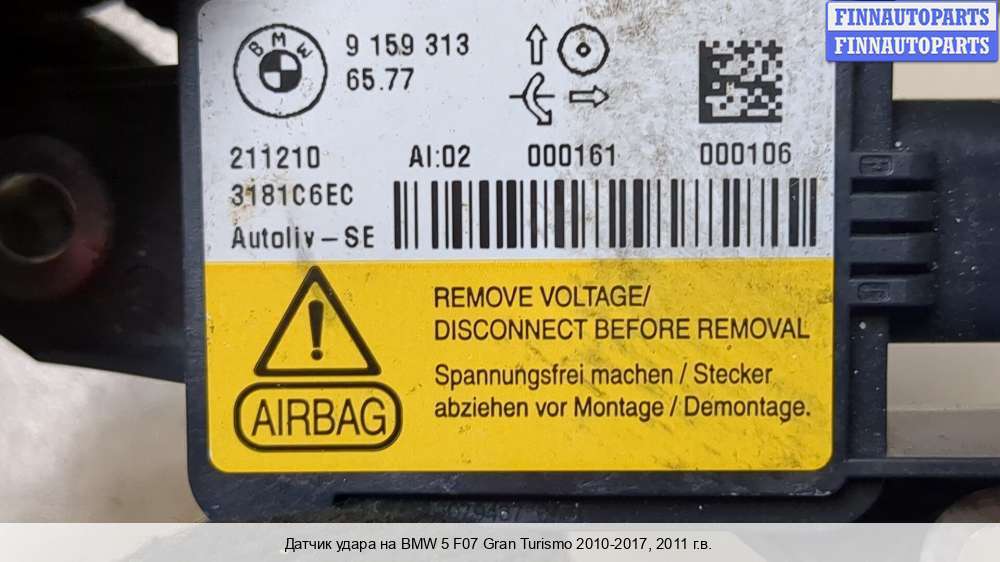 FINNAUTOPARTS
FINNAUTOPARTS
BMW
9 159 313
65.77
211210 AI:02 000161 000106
3181C6EC
Autoliv-SE
REMOVE VOLTAGE/
DISCONNECT BEFORE REMOVAL
Spannungsfrei machen / Stecker
abziehen vor Montage / Demontage.
AIRBAG
Датчик удара на BMW 5 F07 Gran Turismo 2010-2017, 2011 г.в.